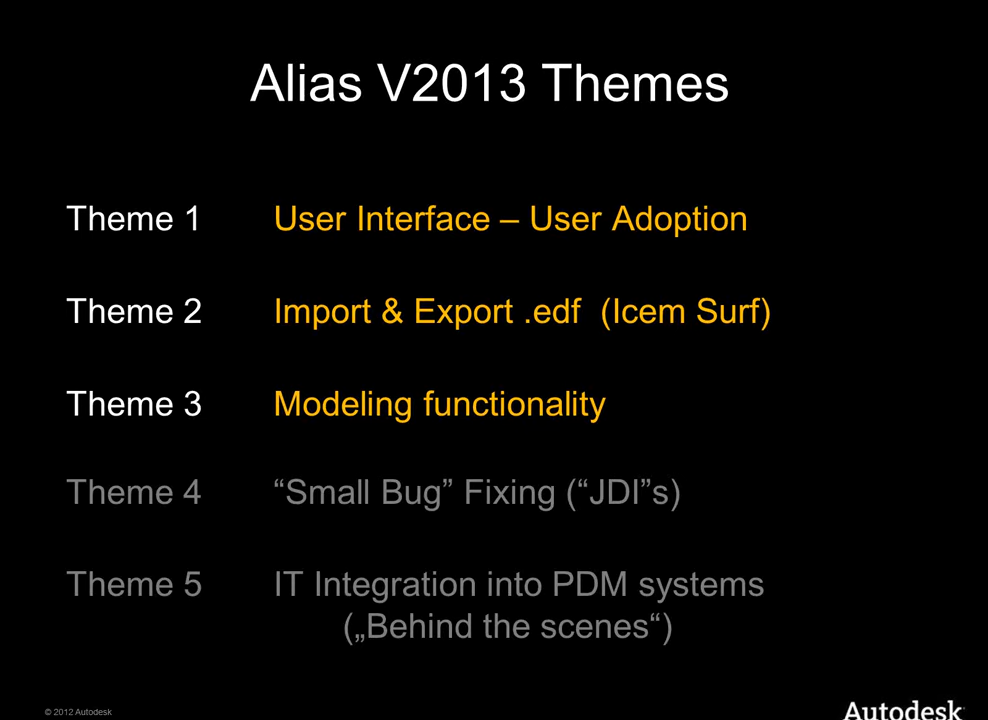 Alias V2013 Themes
Theme 1 User Interface – User Adoption
Theme 2 Import & Export .edf (Icem Surf)
Theme 3 Modeling functionality
Theme 4 “Small Bug” Fixing (“JDI”s)
Theme 5 IT Integration into PDM systems
(„Behind the scenes“)
© 2012 Autodesk
Autodesk